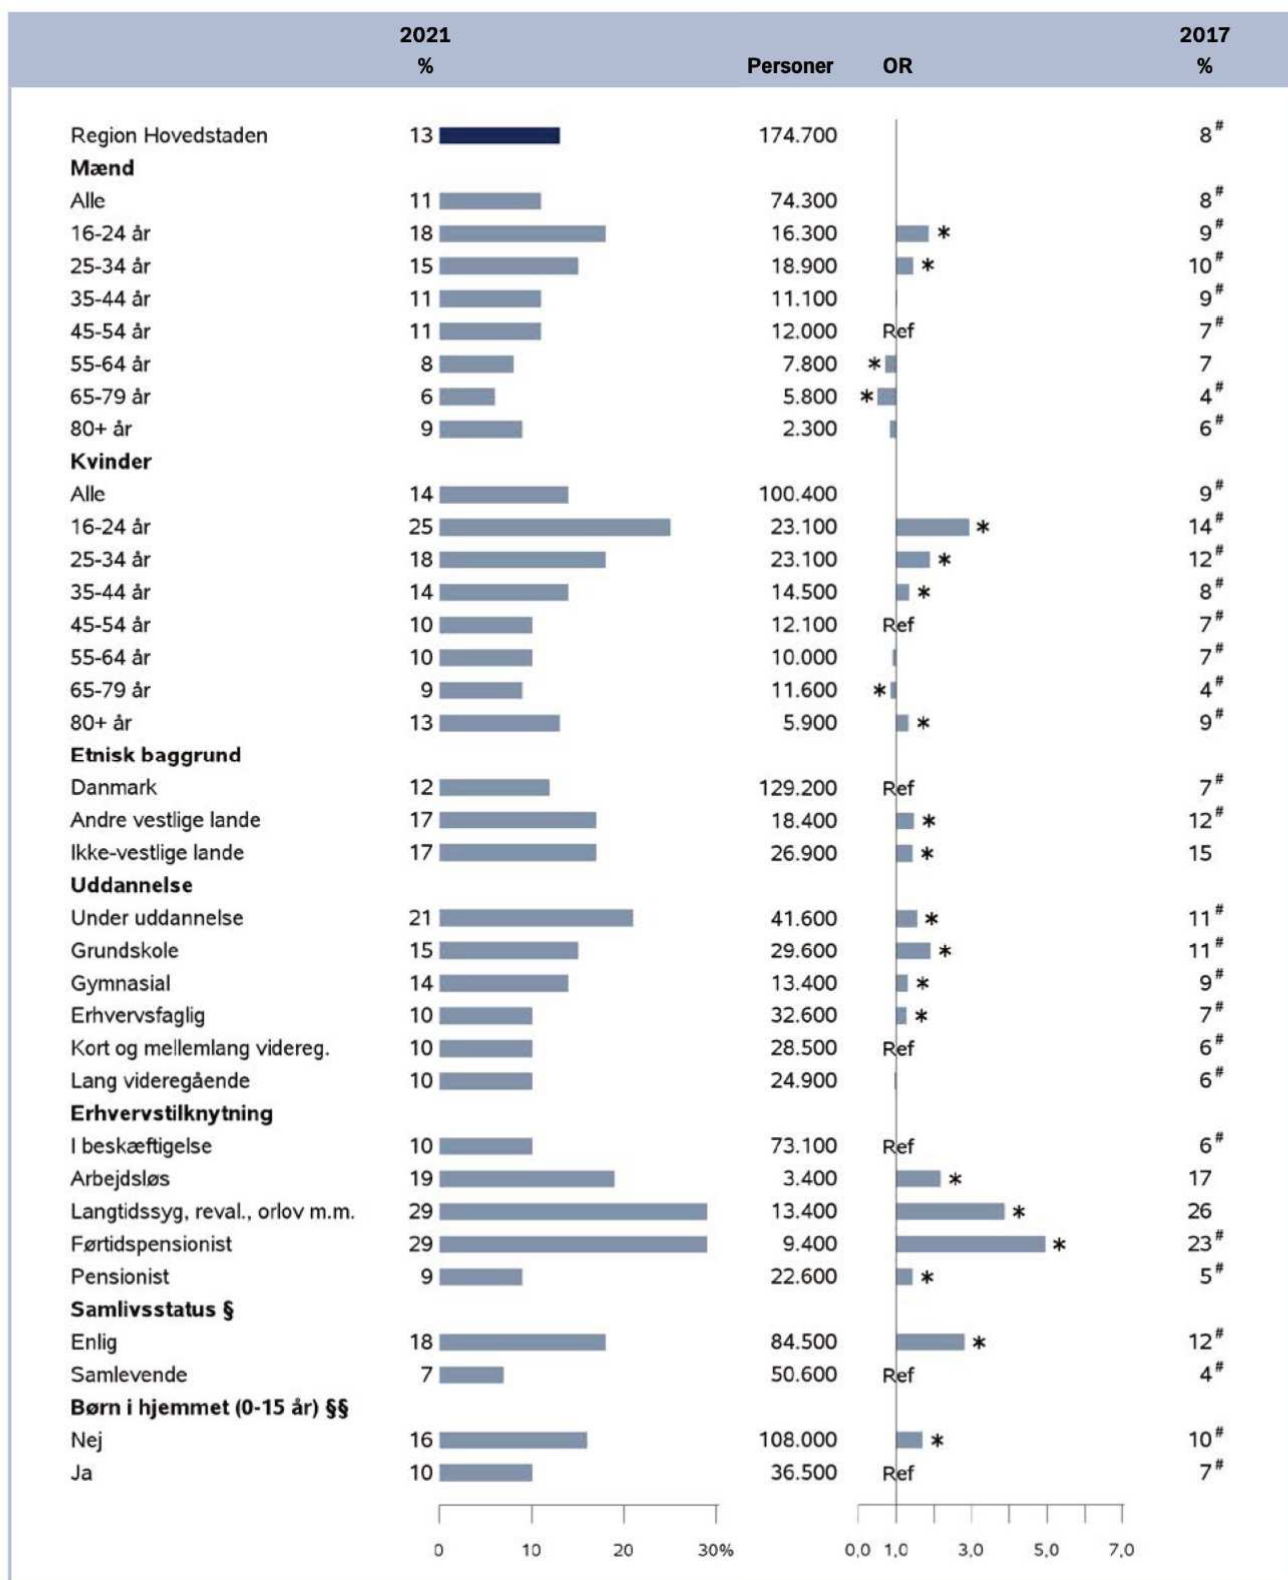 2021 2017
% Personer OR %
Region Hovedstaden 13 174.700 8#
Mænd
Alle 11 74.300 8#
16-24 år 18 16.300 * 9#
25-34 år 15 18.900 * 10#
35-44 år 11 11.100 9#
45-54 år 11 12.000 Ref 7#
55-64 år 8 7.800 * 7
65-79 år 6 5.800 * 4#
80+ år 9 2.300 6#
Kvinder
Alle 14 100.400 9#
16-24 år 25 23.100 * 14#
25-34 år 18 23.100 * 12#
35-44 år 14 14.500 * 8#
45-54 år 10 12.100 Ref 7#
55-64 år 10 10.000 7#
65-79 år 9 11.600 * 4#
80+ år 13 5.900 * 9#
Etnisk baggrund
Danmark 12 129.200 Ref 7#
Andre vestlige lande 17 18.400 * 12#
Ikke-vestlige lande 17 26.900 * 15
Uddannelse
Under uddannelse 21 41.600 * 11#
Grundskole 15 29.600 * 11#
Gymnasial 14 13.400 * 9#
Erhvervsfaglig 10 32.600 * 7#
Kort og mellemlang videreg. 10 28.500 Ref 6#
Lang videregående 10 24.900 6#
Erhvervstilknytning
I beskæftigelse 10 73.100 Ref 6#
Arbejdsløs 19 3.400 * 17
Langtidssyg, reval., orlov m.m. 29 13.400 * 26
Førtidspensionist 29 9.400 * 23#
Pensionist 9 22.600 * 5#
Samlivsstatus §
Enlig 18 84.500 * 12#
Samlevende 7 50.600 Ref 4#
Børn i hjemmet (0-15 år) §§
Nej 16 108.000 * 10#
Ja 10 36.500 Ref 7#
0 10 20 30% 0,0 1,0 3,0 5,0 7,0